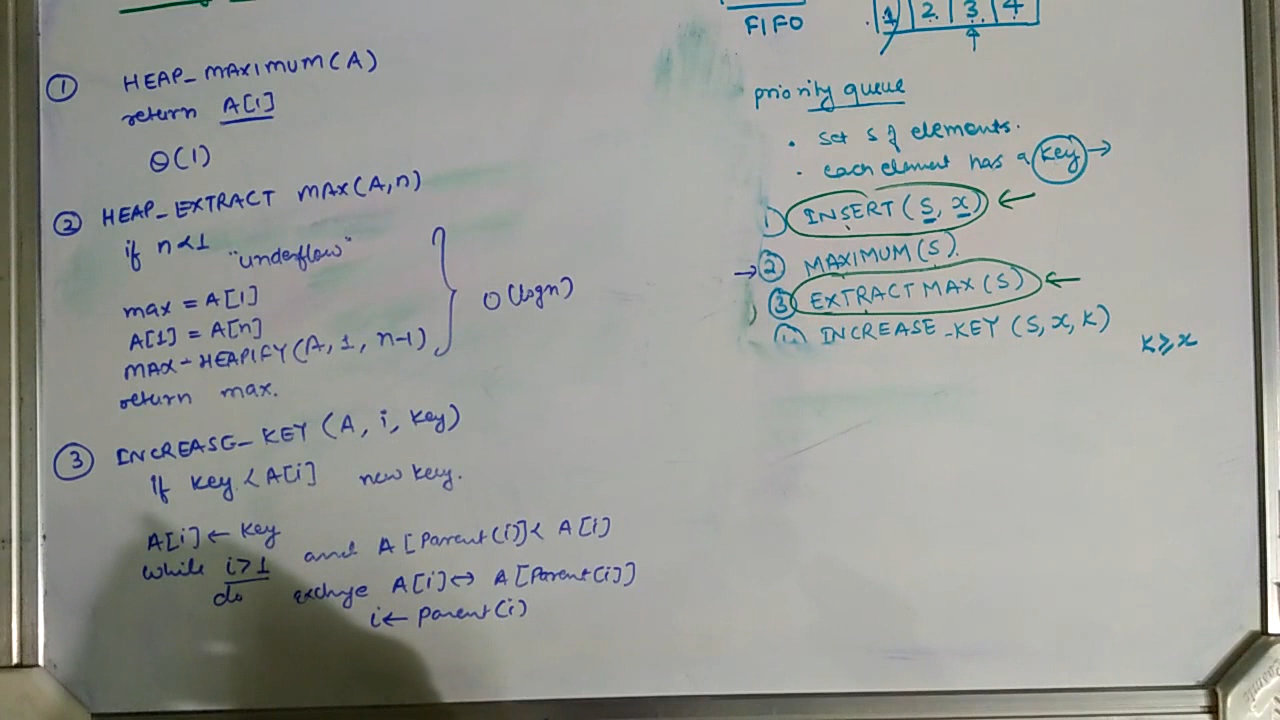 ① HEAP_MAXIMUM(A)
return A[1]
Θ(1)
② HEAP_EXTRACT MAX(A,n)
if n<1
"underflow"
max = A[1]
A[1] = A[n]
MAX-HEAPIFY(A, 1, n-1)
return max.
O(logn)
③ INCREASE_KEY (A, i, key)
If key < A[i] new key.
A[i] ← key
while i>1 and A[Parent(i)] < A[i]
do exchge A[i] ↔ A[Parent(i)]
i ← parent(i)
FIFO
1 2 3 4
priority queue
. set S of elements.
. each element has a key →
1) INSERT(S, x) ←
→ ② MAXIMUM(S).
③ EXTRACT MAX(S) ←
INCREASE_KEY (S, x, K)
K ⩾ x